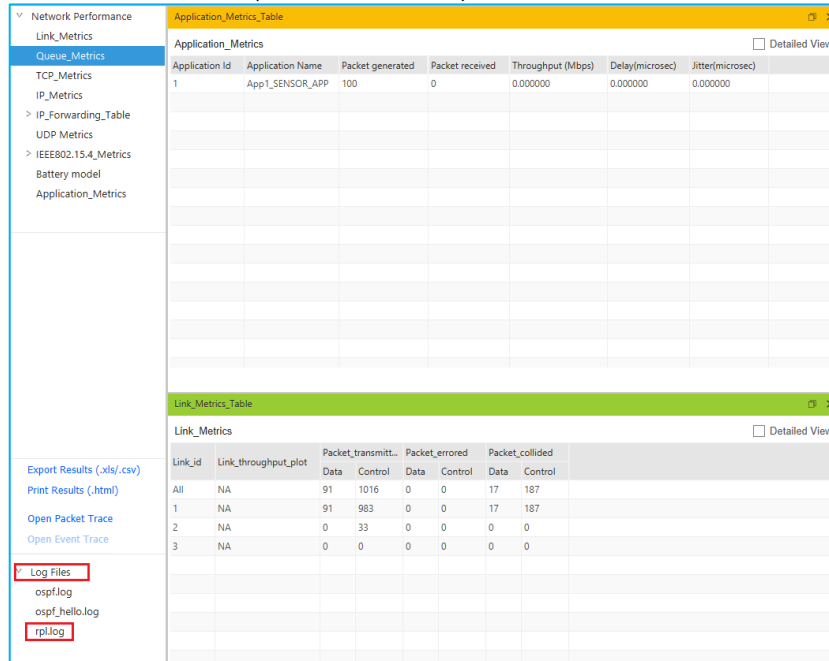 Network Performance
Link_Metrics
Queue_Metrics
TCP_Metrics
IP_Metrics
IP_Forwarding_Table
UDP Metrics
IEEE802.15.4_Metrics
Battery model
Application_Metrics
Export Results (.xls/.csv)
Print Results (.html)
Open Packet Trace
Open Event Trace
Log Files
ospf.log
ospf_hello.log
rpl.log
Application_Metrics_Table
Application_Metrics Detailed View
Application Id Application Name Packet generated Packet received Throughput (Mbps) Delay(microsec) Jitter(microsec)
1 App1_SENSOR_APP 100 0 0.000000 0.000000 0.000000
Link_Metrics_Table
Link_Metrics Detailed View
Link_id Link_throughput_plot Packet_transmitt... Packet_errored Packet_collided
Data Control Data Control Data Control
All NA 91 1016 0 0 17 187
1 NA 91 983 0 0 17 187
2 NA 0 33 0 0 0 0
3 NA 0 0 0 0 0 0